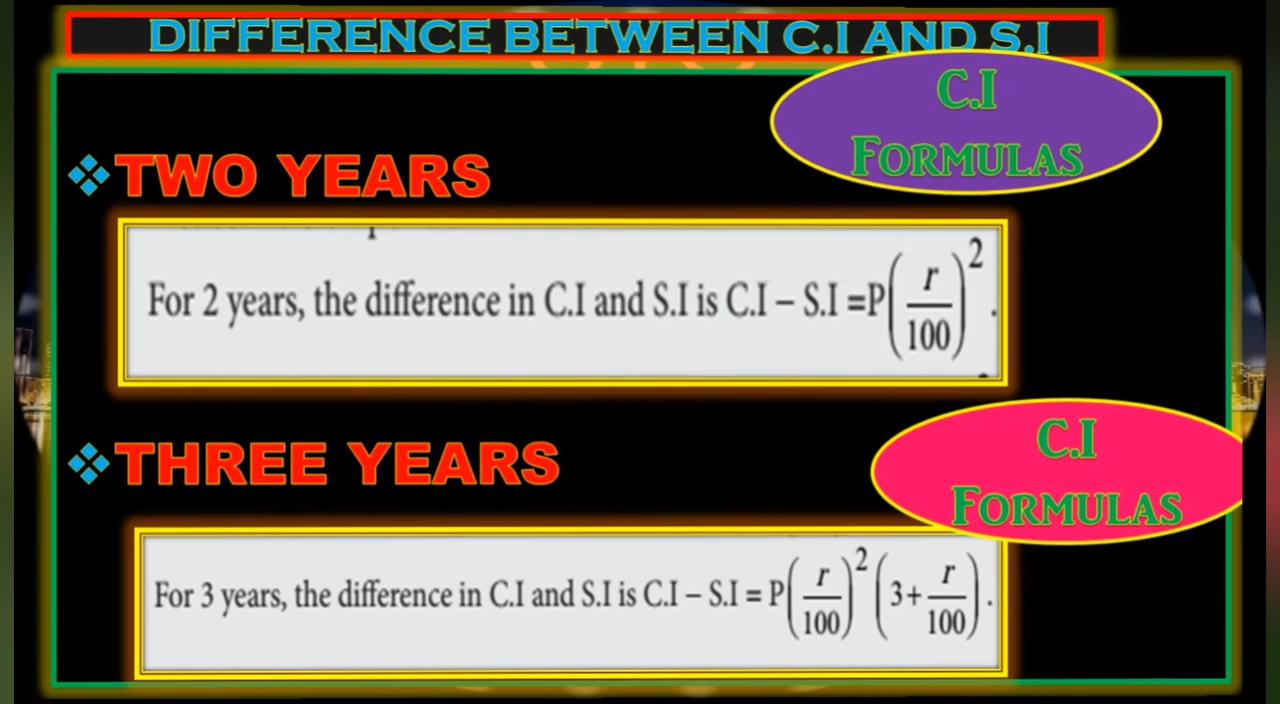 DIFFERENCE BETWEEN C.I AND S.I
C.I
FORMULAS
❖TWO YEARS
For 2 years, the difference in C.I and S.I is C.I – S.I =P(r/100)².
❖THREE YEARS
C.I
FORMULAS
For 3 years, the difference in C.I and S.I is C.I – S.I = P(r/100)²(3+r/100).